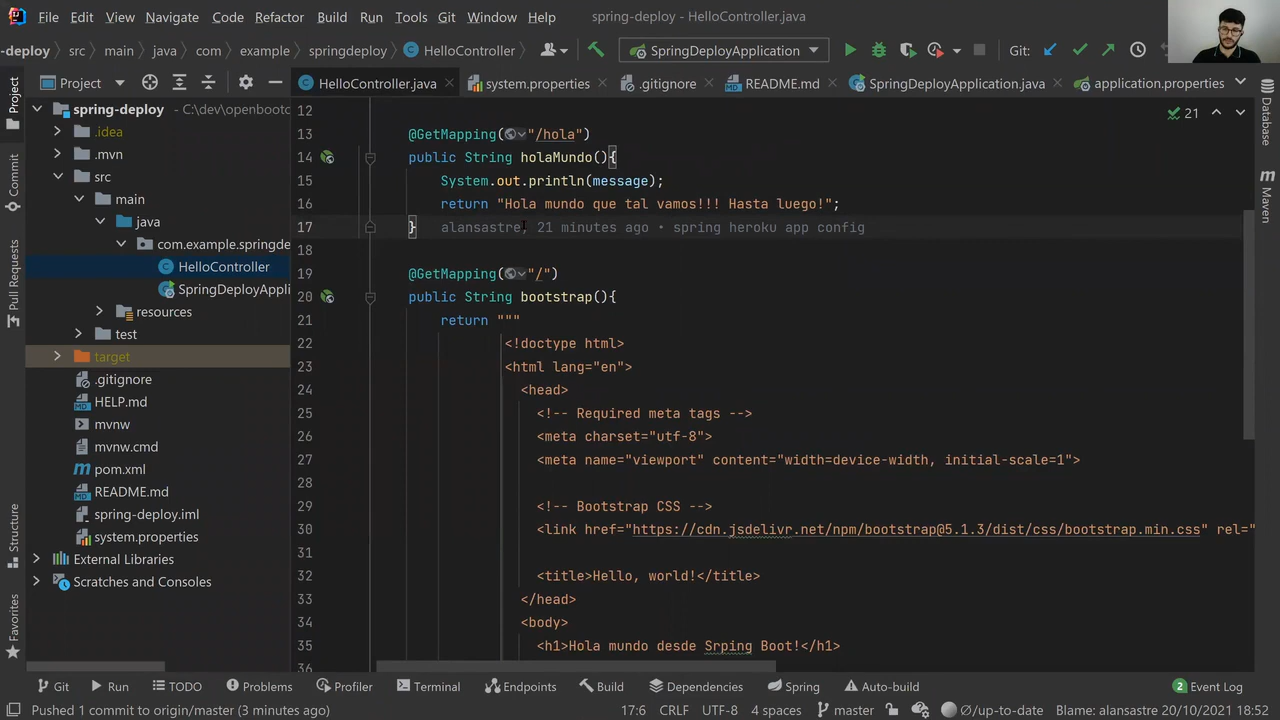 File Edit View Navigate Code Refactor Build Run Tools Git Window Help spring-deploy - HelloController.java
-deploy src main java com example springdeploy HelloController SpringDeployApplication Git:
Project HelloController.java system.properties .gitignore README.md SpringDeployApplication.java application.properties
Project
Commit
Pull Requests
Structure
Favorites
Database
Maven
spring-deploy C:\dev\openbootc
.idea
.mvn
src
main
java
com.example.springde
HelloController
SpringDeployAppli
resources
test
target
.gitignore
HELP.md
mvnw
mvnw.cmd
pom.xml
README.md
spring-deploy.iml
system.properties
External Libraries
Scratches and Consoles
21
12
13 @GetMapping("/hola")
14 public String holaMundo(){
15 System.out.println(message);
16 return "Hola mundo que tal vamos!!! Hasta luego!";
17 } alansastre, 21 minutes ago • spring heroku app config
18
19 @GetMapping("/")
20 public String bootstrap(){
21 return """
22 <!doctype html>
23 <html lang="en">
24 <head>
25 <!-- Required meta tags -->
26 <meta charset="utf-8">
27 <meta name="viewport" content="width=device-width, initial-scale=1">
28
29 <!-- Bootstrap CSS -->
30 <link href="https://cdn.jsdelivr.net/npm/bootstrap@5.1.3/dist/css/bootstrap.min.css" rel="
31
32 <title>Hello, world!</title>
33 </head>
34 <body>
35 <h1>Hola mundo desde Srping Boot!</h1>
36
Git Run TODO Problems Profiler Terminal Endpoints Build Dependencies Spring Auto-build 2 Event Log
Pushed 1 commit to origin/master (3 minutes ago) 17:6 CRLF UTF-8 4 spaces master Ø/up-to-date Blame: alansastre 20/10/2021 18:52